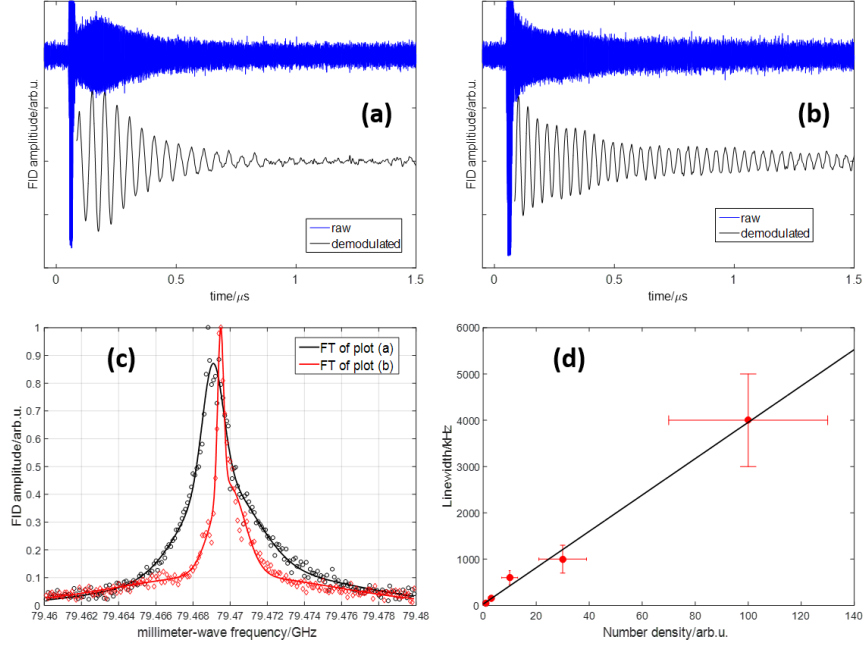 FID amplitude/arb.u.
(a)
raw
demodulated
0
0.5
1
1.5
time/μs
FID amplitude/arb.u.
(b)
raw
demodulated
0
0.5
1
1.5
time/μs
FID amplitude/arb.u.
1
0.9
0.8
0.7
0.6
0.5
0.4
0.3
0.2
0.1
0
(c)
FT of plot (a)
FT of plot (b)
79.46 79.462 79.464 79.466 79.468 79.47 79.472 79.474 79.476 79.478 79.48
millimeter-wave frequency/GHz
Linewidth/kHz
6000
5000
4000
3000
2000
1000
0
(d)
0 20 40 60 80 100 120 140
Number density/arb.u.